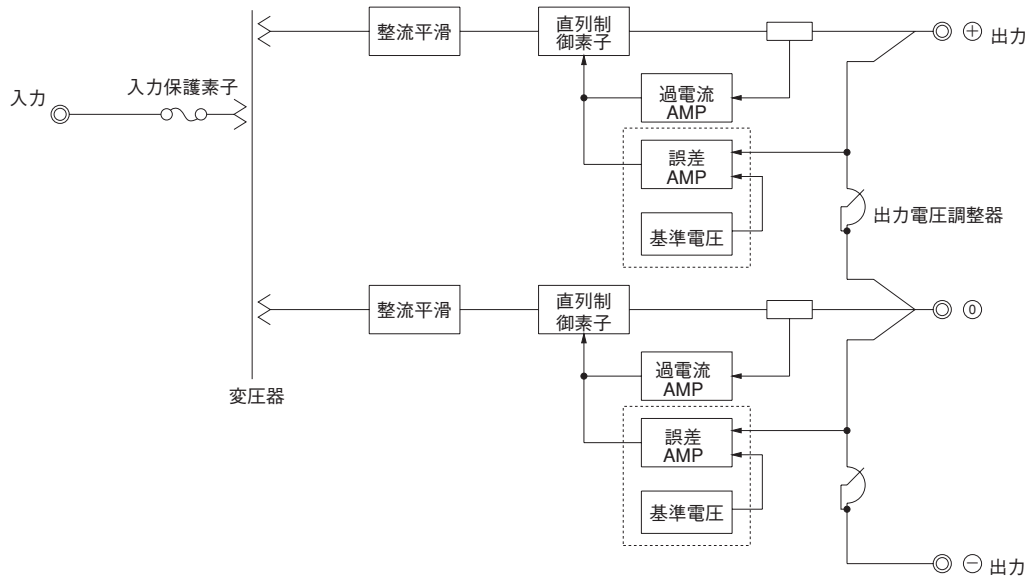 整流平滑
直列制
御素子
⊕ 出力
入力
入力保護素子
過電流
AMP
誤差
AMP
出力電圧調整器
基準電圧
整流平滑
直列制
御素子
⓪
変圧器
過電流
AMP
誤差
AMP
基準電圧
⊖ 出力